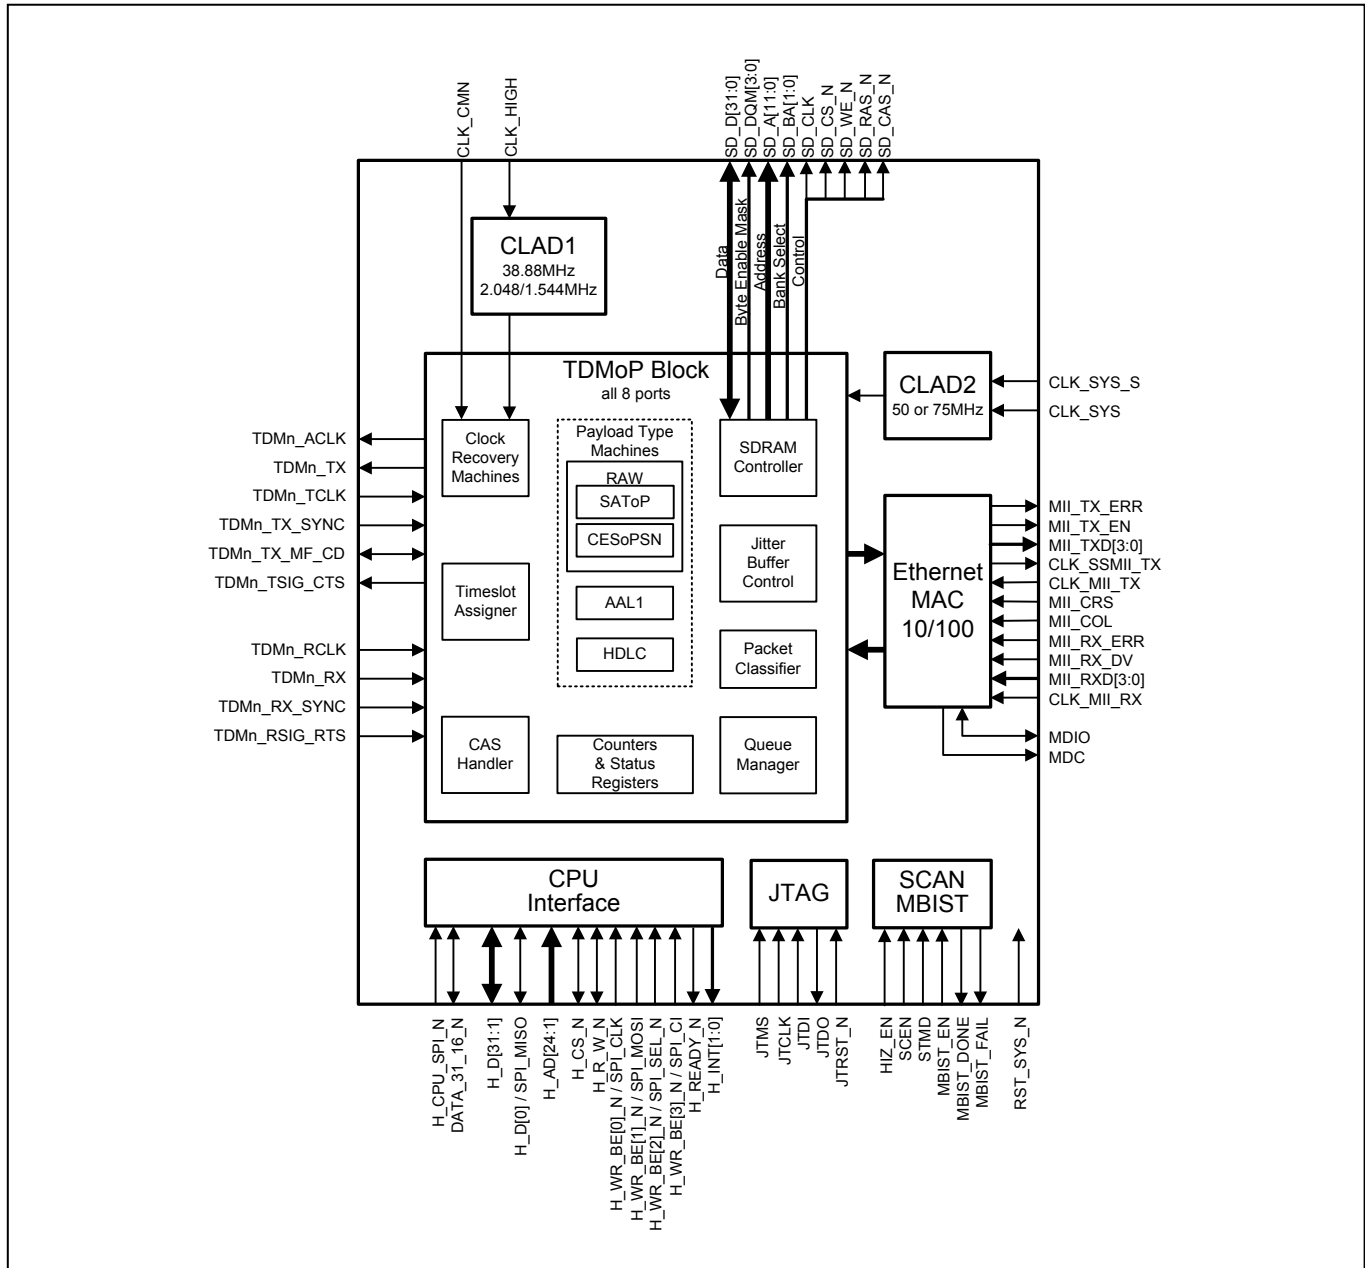 CLK_CMN
CLK_HIGH
SD_D[31:0]
SD_DQM[3:0]
SD_A[11:0]
SD_BA[1:0]
SD_CLK
SD_CS_N
SD_WE_N
SD_RAS_N
SD_CAS_N
CLAD1
38.88MHz
2.048/1.544MHz
Data
Byte Enable Mask
Address
Bank Select
Control
TDMoP Block
all 8 ports
CLAD2
50 or 75MHz
CLK_SYS_S
CLK_SYS
TDMn_ACLK
TDMn_TX
TDMn_TCLK
TDMn_TX_SYNC
TDMn_TX_MF_CD
TDMn_TSIG_CTS
TDMn_RCLK
TDMn_RX
TDMn_RX_SYNC
TDMn_RSIG_RTS
Clock
Recovery
Machines
Timeslot
Assigner
CAS
Handler
Payload Type
Machines
RAW
SAToP
CESoPSN
AAL1
HDLC
Counters
& Status
Registers
SDRAM
Controller
Jitter
Buffer
Control
Packet
Classifier
Queue
Manager
Ethernet
MAC
10/100
MII_TX_ERR
MII_TX_EN
MII_TXD[3:0]
CLK_SSMII_TX
CLK_MII_TX
MII_CRS
MII_COL
MII_RX_ERR
MII_RX_DV
MII_RXD[3:0]
CLK_MII_RX
MDIO
MDC
CPU
Interface
JTAG
SCAN
MBIST
H_CPU_SPI_N
DATA_31_16_N
H_D[31:1]
H_D[0] / SPI_MISO
H_AD[24:1]
H_CS_N
H_R_W_N
H_WR_BE[0]_N / SPI_CLK
H_WR_BE[1]_N / SPI_MOSI
H_WR_BE[2]_N / SPI_SEL_N
H_WR_BE[3]_N / SPI_CI
H_READY_N
H_INT[1:0]
JTMS
JTCLK
JTDI
JTDO
JTRST_N
HIZ_EN
SCEN
STMD
MBIST_EN
MBIST_DONE
MBIST_FAIL
RST_SYS_N